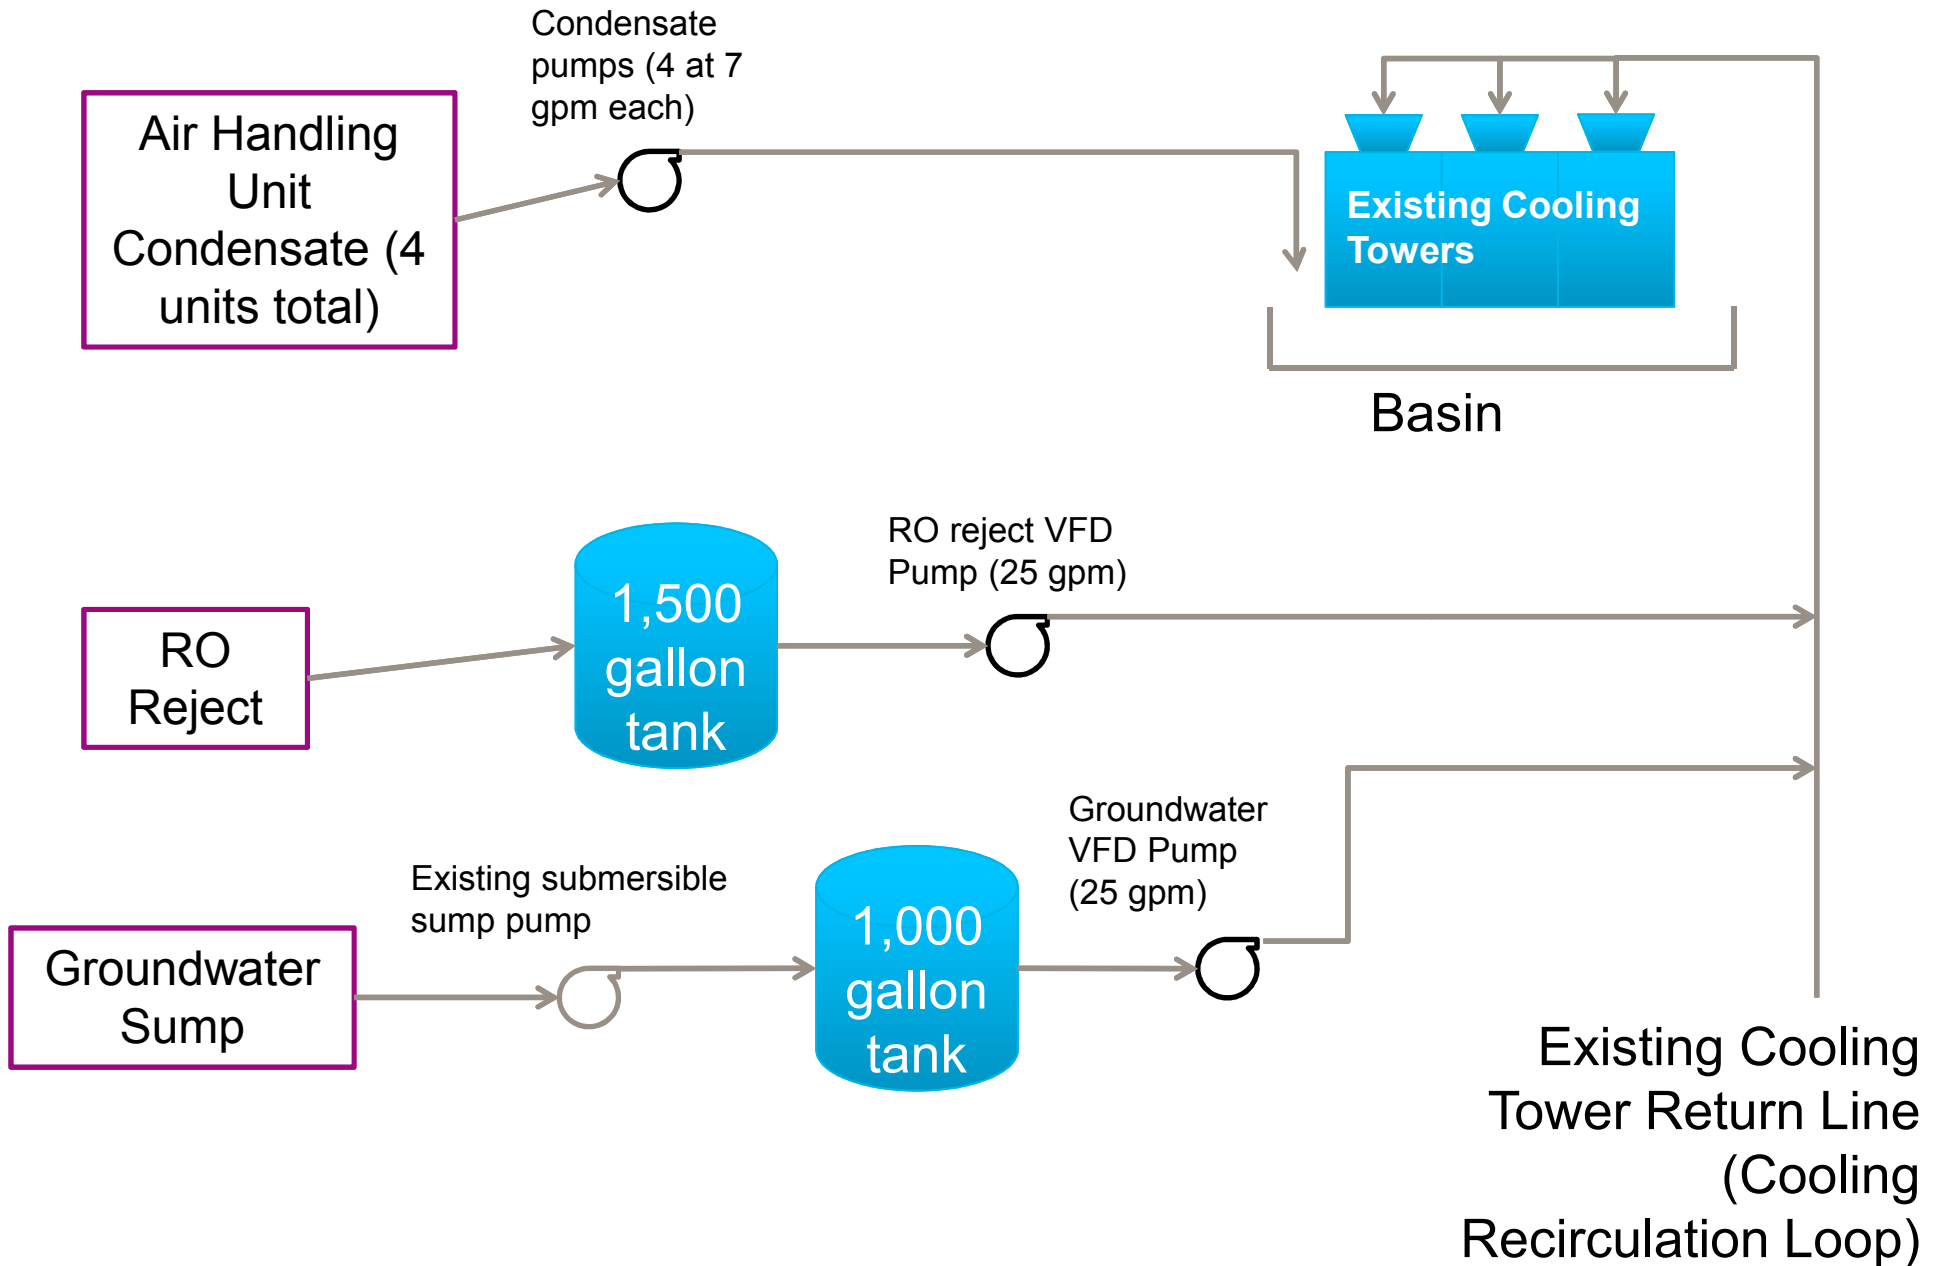 Condensate
pumps (4 at 7
gpm each)
Air Handling
Unit
Condensate (4
units total)
Existing Cooling
Towers
Basin
RO reject VFD
Pump (25 gpm)
1,500
gallon
tank
RO
Reject
Groundwater
VFD Pump
(25 gpm)
Existing submersible
sump pump
1,000
gallon
tank
Groundwater
Sump
Existing Cooling
Tower Return Line
(Cooling
Recirculation Loop)